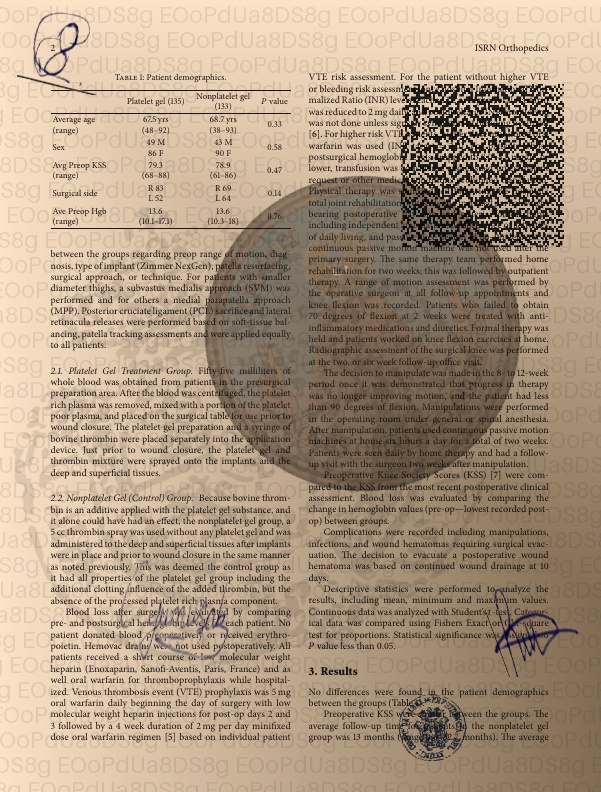 2
ISRN Orthopedics
TABLE 1: Patient demographics.
Platelet gel (135) Nonplatelet gel (133) P value
Average age (range) 67.5 yrs (48–92) 68.7 yrs (38–93) 0.33
Sex 49 M 86 F 43 M 90 F 0.58
Avg Preop KSS (range) 79.3 (68–88) 78.9 (61–86) 0.47
Surgical side R 83 L 52 R 69 L 64 0.14
Ave Preop Hgb (range) 13.6 (10.1–17.1) 13.6 (10.3–18) 0.76
between the groups regarding preop range of motion, diag-
nosis, type of implant (Zimmer NexGen), patella resurfacing,
surgical approach, or technique. For patients with smaller
diameter thighs, a subvastus medialis approach (SVM) was
performed and for others a medial parapatella approach
(MPP). Posterior cruciate ligament (PCL) sacrifice and lateral
retinacula releases were performed based on soft-tissue bal-
ancing, patella tracking assessments and were applied equally
to all patients.
2.1. Platelet Gel Treatment Group. Fifty-five milliliters of
whole blood was obtained from patients in the presurgical
preparation area. After the blood was centrifuged, the platelet
rich plasma was removed, mixed with a portion of the platelet
poor plasma, and placed on the surgical table for use prior to
wound closure. The platelet gel preparation and a syringe of
bovine thrombin were placed separately into the application
device. Just prior to wound closure, the platelet gel and
thrombin mixture were sprayed onto the implants and the
deep and superficial tissues.
2.2. Nonplatelet Gel (Control) Group. Because bovine throm-
bin is an additive applied with the platelet gel substance, and
it alone could have had an effect, the nonplatelet gel group, a
5 cc thrombin spray was used without any platelet gel and was
administered to the deep and superficial tissues after implants
were in place and prior to wound closure in the same manner
as noted previously. This was deemed the control group as
it had all properties of the platelet gel group including the
additional clotting influence of the added thrombin, but the
absence of the processed platelet rich plasma component.
Blood loss after surgery was evaluated by comparing
pre- and postsurgical each patient. No
patient donated blood preoperatively, or received erythro-
poietin. Hemovac drains were not used postoperatively. All
patients received a short course of low molecular weight
heparin (Enoxaparin, Sanofi-Aventis, Paris, France) and as
well oral warfarin for thromboprophylaxis while hospital-
ized. Venous thrombosis event (VTE) prophylaxis was 5 mg
oral warfarin daily beginning the day of surgery with low
molecular weight heparin injections for post-op days 2 and
3 followed by a 4 week duration of 2 mg per day minifixed
dose oral warfarin regimen [5] based on individual patient
VTE risk assessment. For the patient without higher VTE
or bleeding risk
malized Ratio (INR)
was reduced to 2 mg
was not done unless
[6]. For higher risk
warfarin was used
postsurgical
lower, transfusion was
request or other
Physical therapy was
total joint rehabilitation
bearing postoperative
including independent
of daily living, and
continuous passive motion machine was not used after the
primary surgery. The same therapy team performed home
rehabilitation for two weeks; this was followed by outpatient
therapy. A range of motion assessment was performed by
the operative surgeon at all follow-up appointments and
knee flexion was recorded. Patients who failed to obtain
70 degrees of flexion at 2 weeks were treated with anti-
inflammatory medications and diuretics. Formal therapy was
held and patients worked on knee flexion exercises at home.
Radiographic assessment of the surgical knee was performed
at the two, or six week follow-up office visit.
The decision to manipulate was made in the 8- to 12-week
period once it was demonstrated that progress in therapy
was no longer improving motion, and the patient had less
than 90 degrees of flexion. Manipulations were performed
in the operating room under general or spinal anesthesia.
After manipulation, patients used continuous passive motion
machines at home six hours a day for a total of two weeks.
Patients were seen daily by home therapy and had a follow-
up visit with the surgeon two weeks after manipulation.
Preoperative Knee Society Scores (KSS) [7] were com-
pared to the KSS from the most recent postoperative clinical
assessment. Blood loss was evaluated by comparing the
change in hemoglobin values (pre-op—lowest recorded post-
op) between groups.
Complications were recorded including manipulations,
infections, and wound hematomas requiring surgical evac-
uation. The decision to evacuate a postoperative wound
hematoma was based on continued wound drainage at 10
days.
Descriptive statistics were performed to analyze the
results, including mean, minimum and maximum values.
Continuous data was analyzed with Student's t-test. Categor-
ical data was compared using Fishers Exact or Chi-square
test for proportions. Statistical significance was
P value less than 0.05.
3. Results
No differences were found in the patient demographics
between the groups (Table
Preoperative KSS were between the groups. The
average follow-up time for in the nonplatelet gel
group was 13 months months). The average